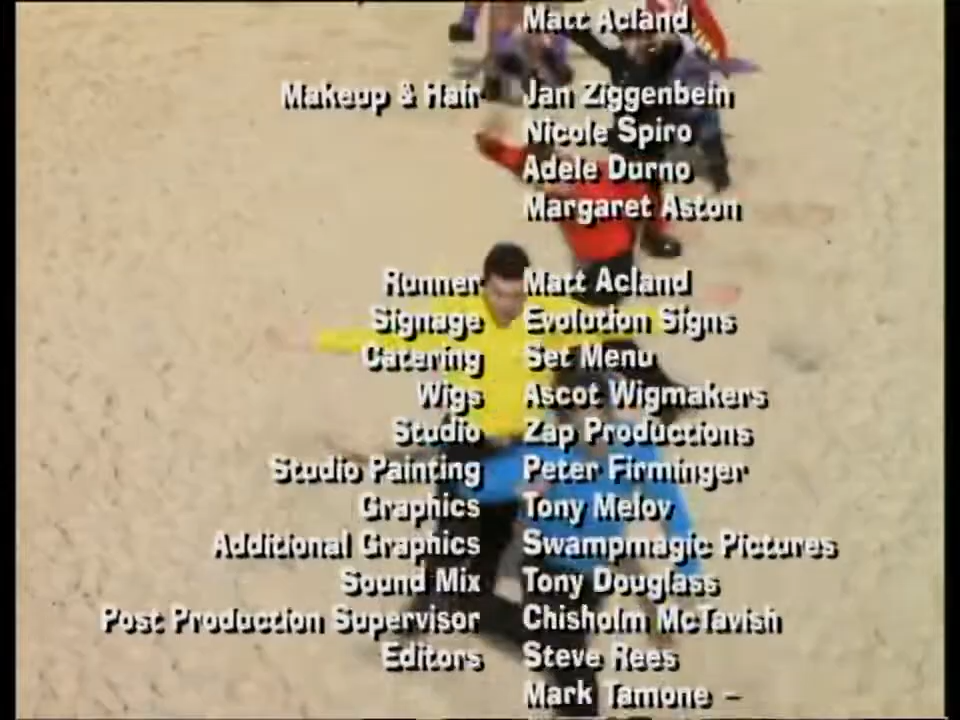 Matt Acland
Makeup & Hair Jan Ziggenbein
Nicole Spiro
Adele Durno
Margaret Aston
Runner Matt Acland
Signage Evolution Signs
Catering Set Menu
Wigs Ascot Wigmakers
Studio Zap Productions
Studio Painting Peter Firminger
Graphics Tony Melov
Additional Graphics Swampmagic Pictures
Sound Mix Tony Douglass
Post Production Supervisor Chisholm McTavish
Editors Steve Rees
Mark Tamone –